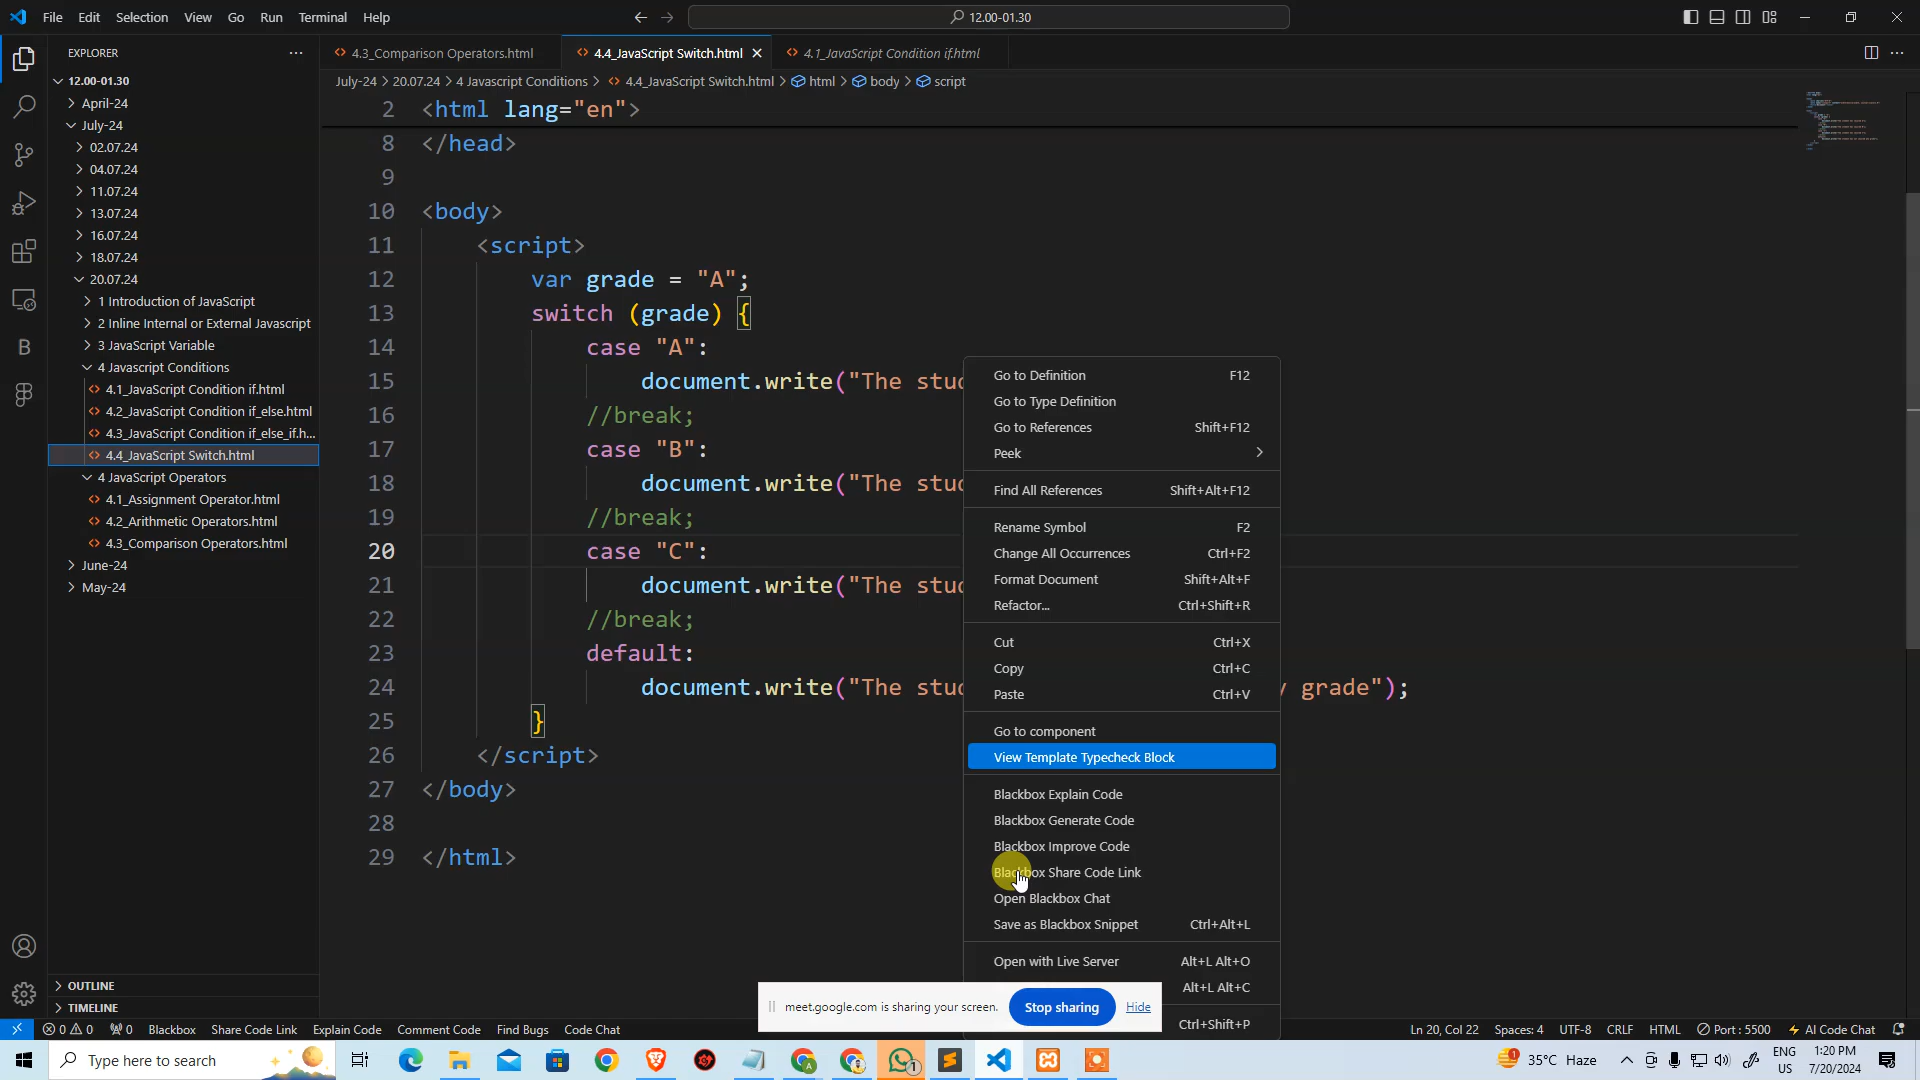 File Edit Selection View Go Run Terminal Help
12.00-01.30
EXPLORER
12.00-01.30
April-24
July-24
02.07.24
04.07.24
11.07.24
13.07.24
16.07.24
18.07.24
20.07.24
1 Introduction of JavaScript
2 Inline Internal or External Javascript
3 JavaScript Variable
4 Javascript Conditions
4.1_JavaScript Condition if.html
4.2_JavaScript Condition if_else.html
4.3_JavaScript Condition if_else_if.h...
4.4_JavaScript Switch.html
4 JavaScript Operators
4.1_Assignment Operator.html
4.2_Arithmetic Operators.html
4.3_Comparison Operators.html
June-24
May-24
OUTLINE
TIMELINE
4.3_Comparison Operators.html 4.4_JavaScript Switch.html 4.1_JavaScript Condition if.html
July-24 > 20.07.24 > 4 Javascript Conditions > 4.4_JavaScript Switch.html > html > body > script
2 <html lang="en">
8 </head>
9
10 <body>
11 <script>
12 var grade = "A";
13 switch (grade) {
14 case "A":
15 document.write("The stud
16 //break;
17 case "B":
18 document.write("The stud
19 //break;
20 case "C":
21 document.write("The stud
22 //break;
23 default:
24 document.write("The stud y grade");
25 }
26 </script>
27 </body>
28
29 </html>
Go to Definition F12
Go to Type Definition
Go to References Shift+F12
Peek
Find All References Shift+Alt+F12
Rename Symbol F2
Change All Occurrences Ctrl+F2
Format Document Shift+Alt+F
Refactor... Ctrl+Shift+R
Cut Ctrl+X
Copy Ctrl+C
Paste Ctrl+V
Go to component
View Template Typecheck Block
Blackbox Explain Code
Blackbox Generate Code
Blackbox Improve Code
Blackbox Share Code Link
Open Blackbox Chat
Save as Blackbox Snippet Ctrl+Alt+L
Open with Live Server Alt+L Alt+O
Alt+L Alt+C
Ctrl+Shift+P
meet.google.com is sharing your screen. Stop sharing Hide
0 0 0 Blackbox Share Code Link Explain Code Comment Code Find Bugs Code Chat Ln 20, Col 22 Spaces: 4 UTF-8 CRLF HTML Port : 5500 AI Code Chat
Type here to search
1
35°C Haze
ENG
US
1:20 PM
7/20/2024